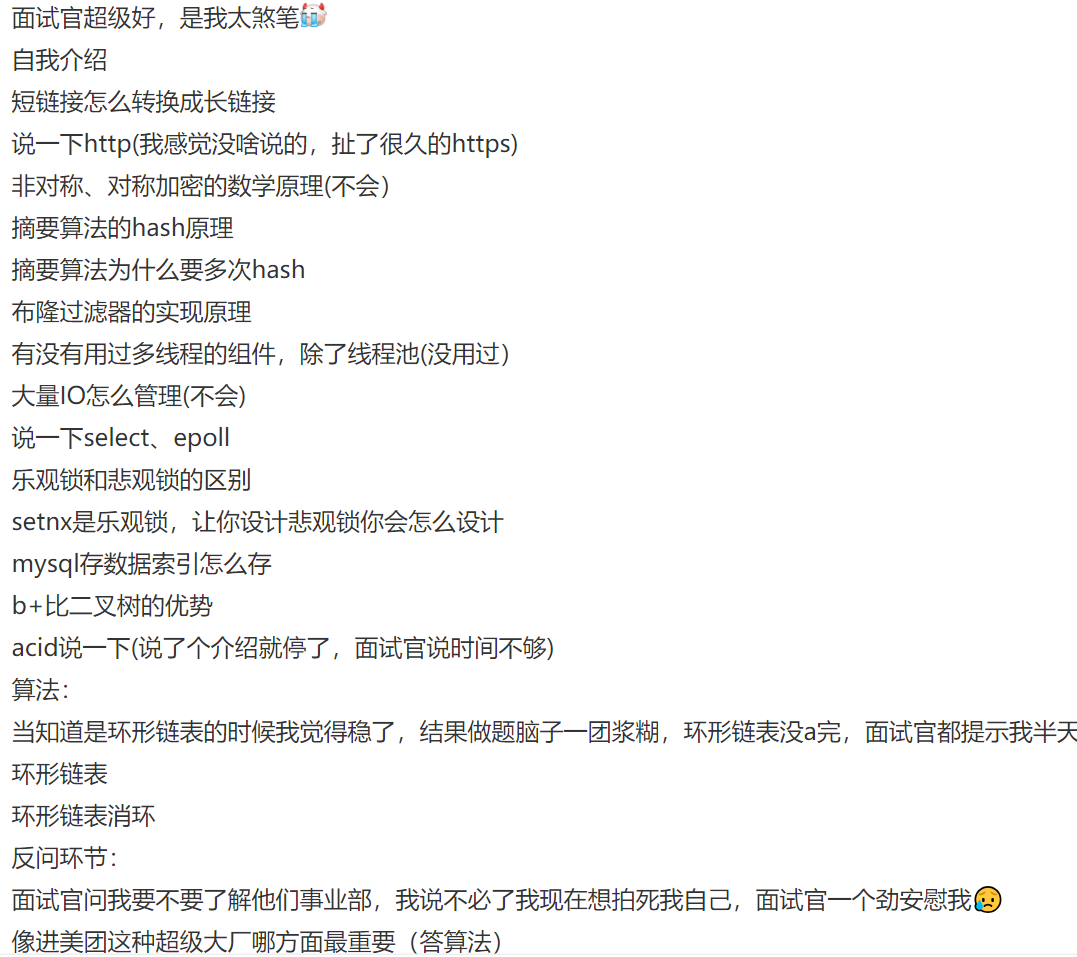 面试官超级好，是我太煞笔
自我介绍
短链接怎么转换成长链接
说一下http(我感觉没啥说的，扯了很久的https)
非对称、对称加密的数学原理(不会）
摘要算法的hash原理
摘要算法为什么要多次hash
布隆过滤器的实现原理
有没有用过多线程的组件，除了线程池(没用过）
大量IO怎么管理(不会)
说一下select、epoll
乐观锁和悲观锁的区别
setnx是乐观锁，让你设计悲观锁你会怎么设计
mysql存数据索引怎么存
b+比二叉树的优势
acid说一下(说了个介绍就停了，面试官说时间不够)
算法：
当知道是环形链表的时候我觉得稳了，结果做题脑子一团浆糊，环形链表没a完，面试官都提示我半天
环形链表
环形链表消环
反问环节：
面试官问我要不要了解他们事业部，我说不必了我现在想拍死我自己，面试官一个劲安慰我😥
像进美团这种超级大厂哪方面最重要（答算法）